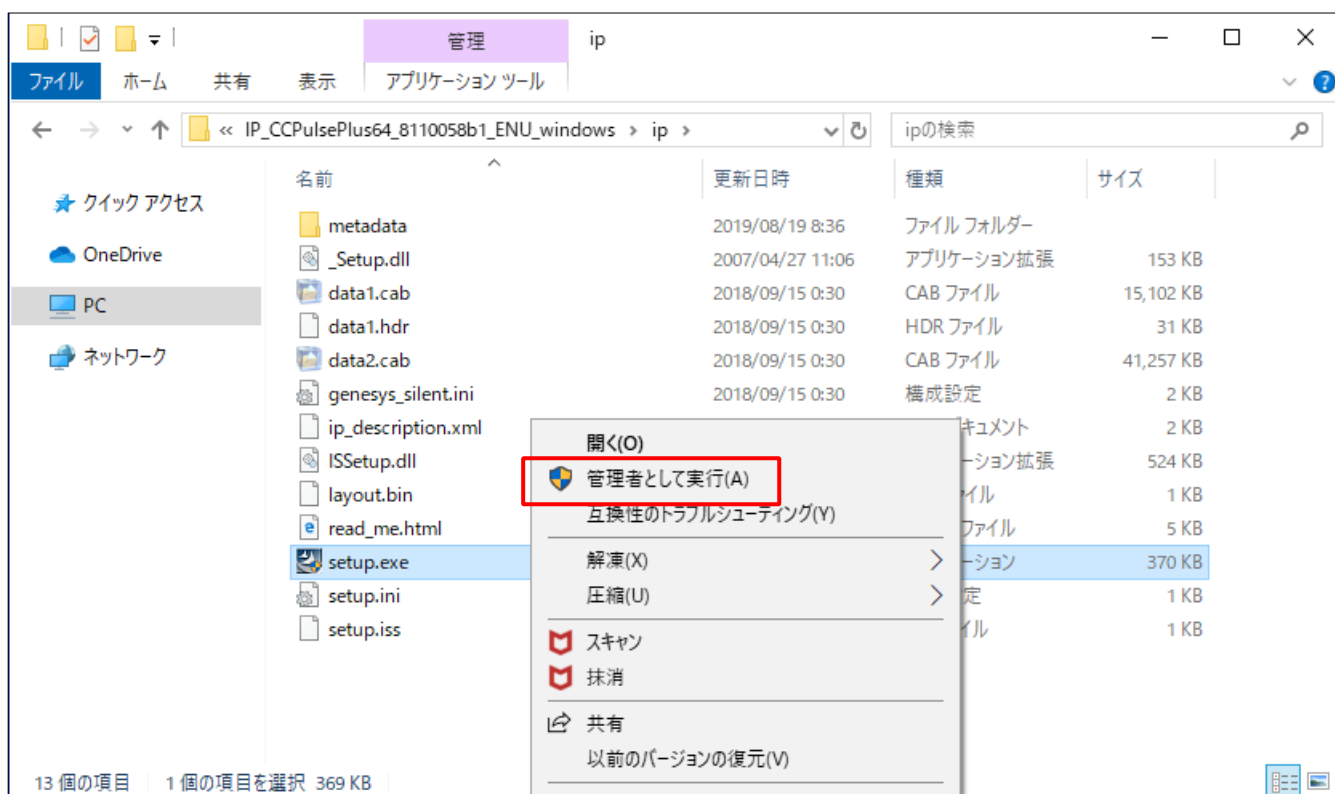 管理 ip
ファイル ホーム 共有 表示 アプリケーション ツール
« IP_CCPulsePlus64_8110058b1_ENU_windows › ip › ipの検索
名前 更新日時 種類 サイズ
クイック アクセス
OneDrive
PC
ネットワーク
metadata 2019/08/19 8:36 ファイル フォルダー
_Setup.dll 2007/04/27 11:06 アプリケーション拡張 153 KB
data1.cab 2018/09/15 0:30 CAB ファイル 15,102 KB
data1.hdr 2018/09/15 0:30 HDR ファイル 31 KB
data2.cab 2018/09/15 0:30 CAB ファイル 41,257 KB
genesys_silent.ini 2018/09/15 0:30 構成設定 2 KB
ip_description.xml キュメント 2 KB
ISSetup.dll ーション拡張 524 KB
layout.bin イル 1 KB
read_me.html ファイル 5 KB
setup.exe ーション 370 KB
setup.ini 定 1 KB
setup.iss イル 1 KB
開く(O)
管理者として実行(A)
互換性のトラブルシューティング(Y)
解凍(X)
圧縮(U)
スキャン
抹消
共有
以前のバージョンの復元(V)
13 個の項目 1 個の項目を選択 369 KB